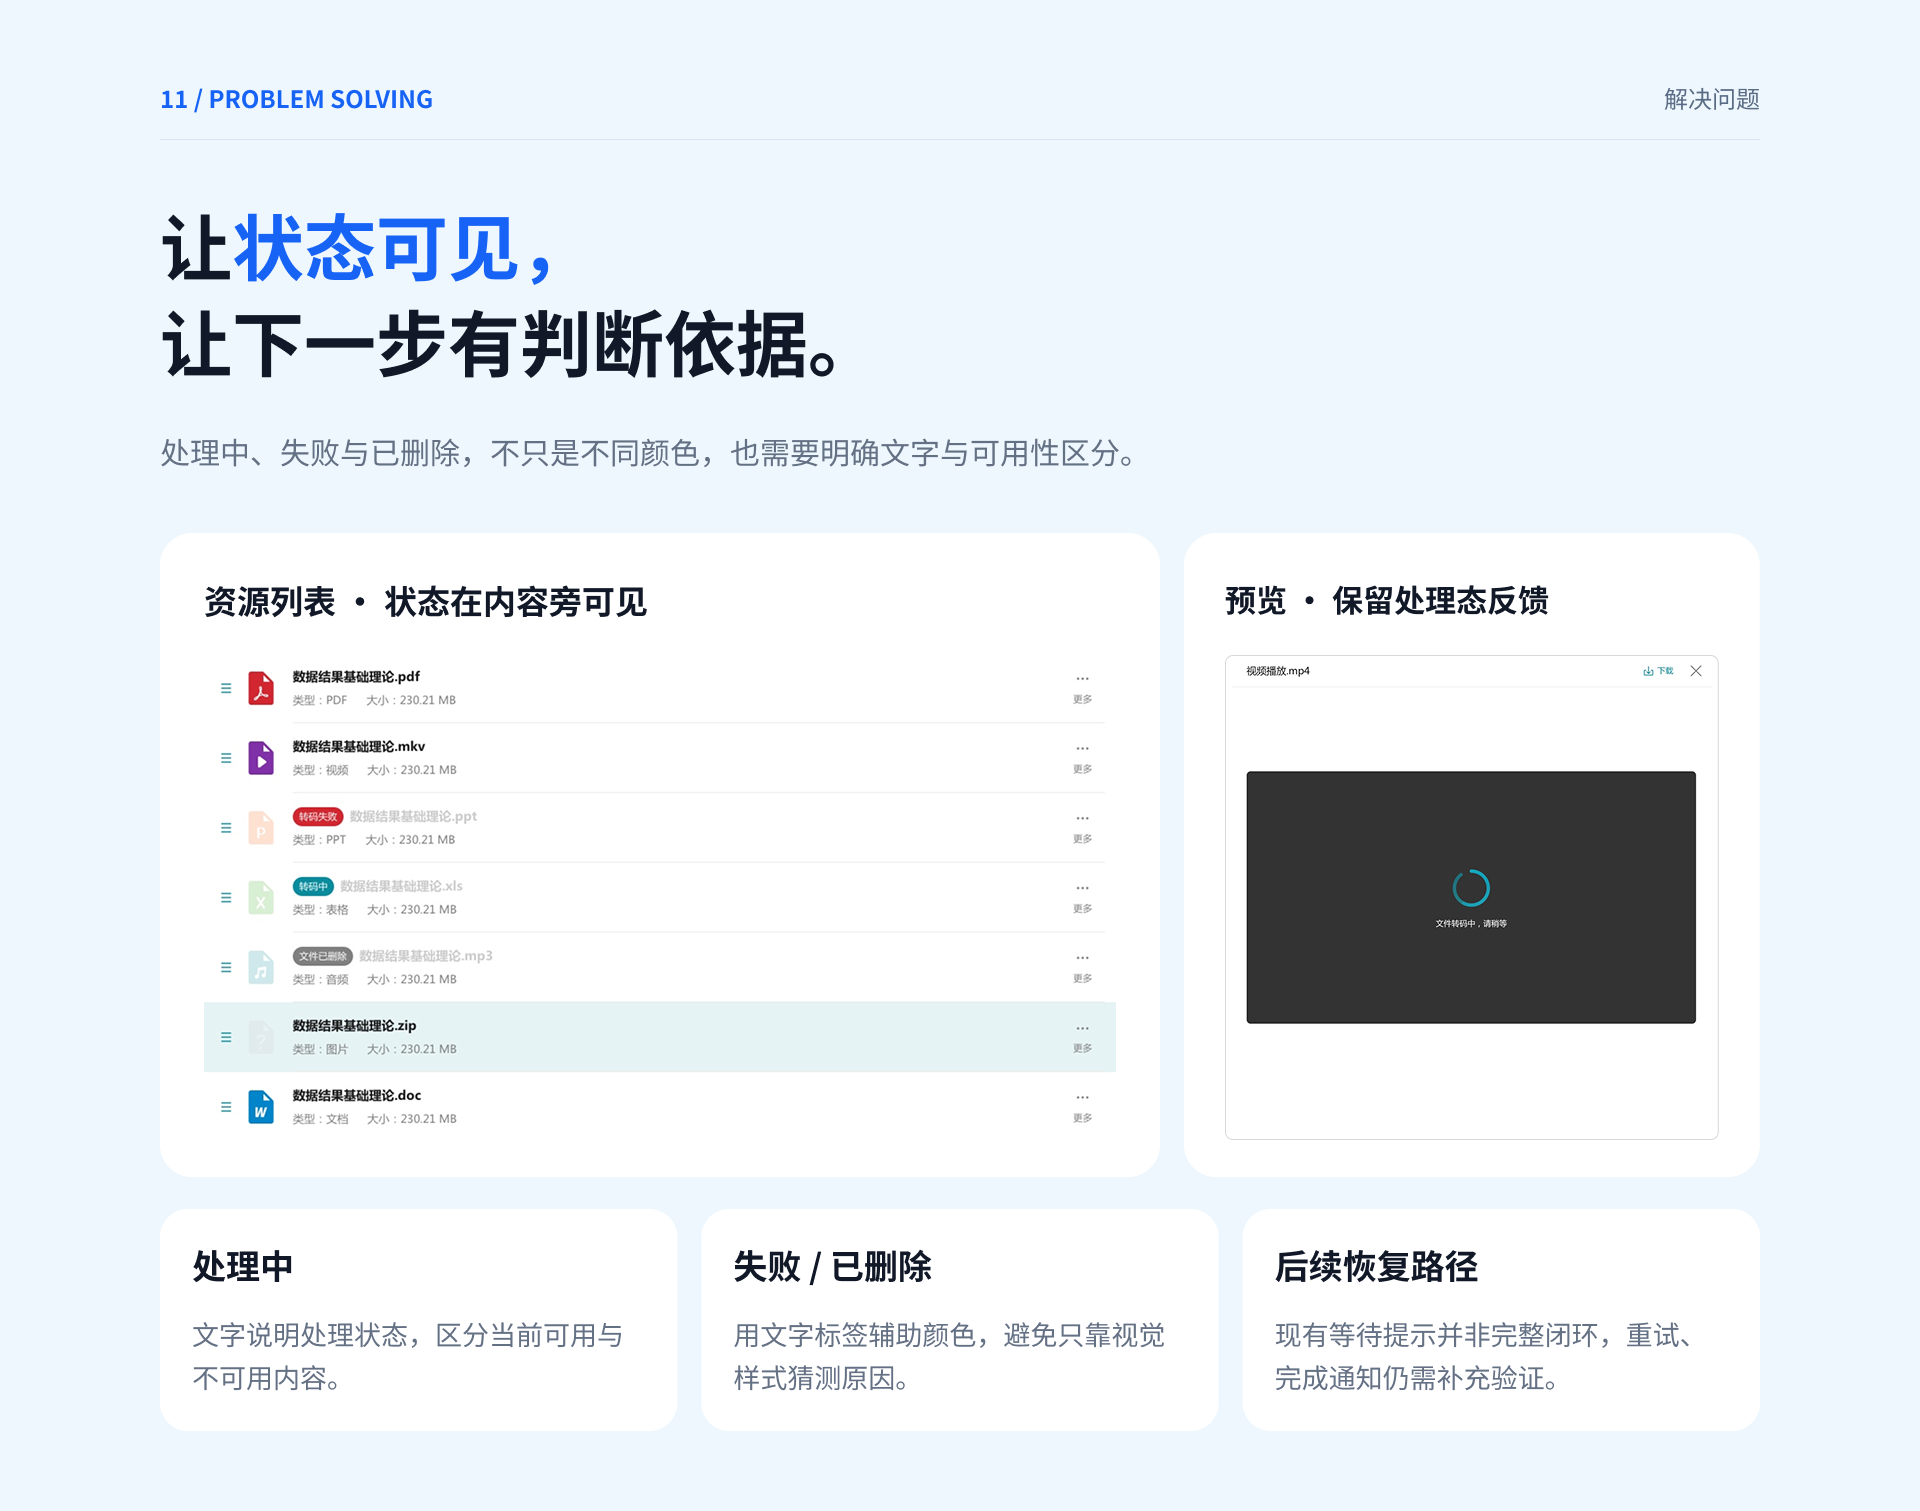 11 / PROBLEM SOLVING
解决问题
让状态可见，
让下一步有判断依据。
处理中、失败与已删除，不只是不同颜色，也需要明确文字与可用性区分。
资源列表 · 状态在内容旁可见
数据结果基础理论.pdf
类型：PDF 大小：230.21 MB
更多
数据结果基础理论.mkv
类型：视频 大小：230.21 MB
更多
转码失败 数据结果基础理论.ppt
类型：PPT 大小：230.21 MB
更多
转码中 数据结果基础理论.xls
类型：表格 大小：230.21 MB
更多
文件已删除 数据结果基础理论.mp3
类型：音频 大小：230.21 MB
更多
数据结果基础理论.zip
类型：图片 大小：230.21 MB
更多
数据结果基础理论.doc
类型：文档 大小：230.21 MB
更多
预览 · 保留处理态反馈
视频播放.mp4
下载
文件转码中，请稍等
处理中
文字说明处理状态，区分当前可用与
不可用内容。
失败 / 已删除
用文字标签辅助颜色，避免只靠视觉
样式猜测原因。
后续恢复路径
现有等待提示并非完整闭环，重试、
完成通知仍需补充验证。